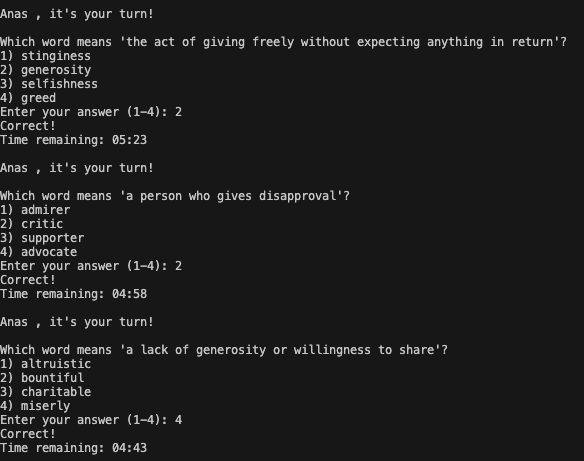 Anas , it's your turn!
Which word means 'the act of giving freely without expecting anything in return'?
1) stinginess
2) generosity
3) selfishness
4) greed
Enter your answer (1-4): 2
Correct!
Time remaining: 05:23
Anas , it's your turn!
Which word means 'a person who gives disapproval'?
1) admirer
2) critic
3) supporter
4) advocate
Enter your answer (1-4): 2
Correct!
Time remaining: 04:58
Anas , it's your turn!
Which word means 'a lack of generosity or willingness to share'?
1) altruistic
2) bountiful
3) charitable
4) miserly
Enter your answer (1-4): 4
Correct!
Time remaining: 04:43